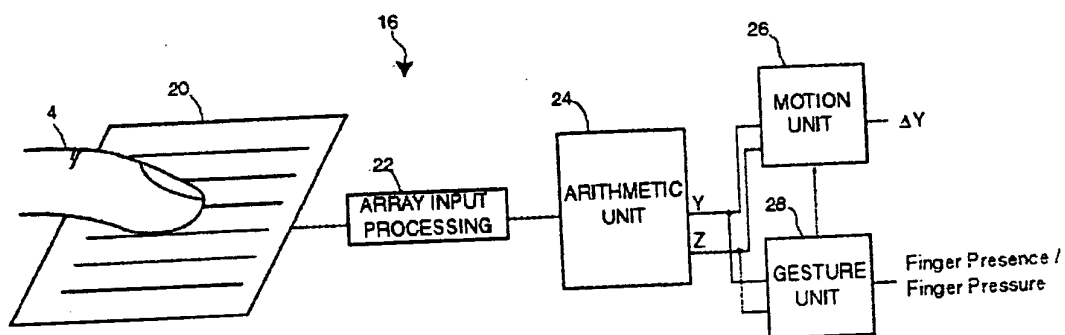 16
26
4
20
24
MOTION
UNIT
ΔY
22
ARRAY INPUT
PROCESSING
ARITHMETIC
UNIT
Y
Z
28
GESTURE
UNIT
Finger Presence /
Finger Pressure